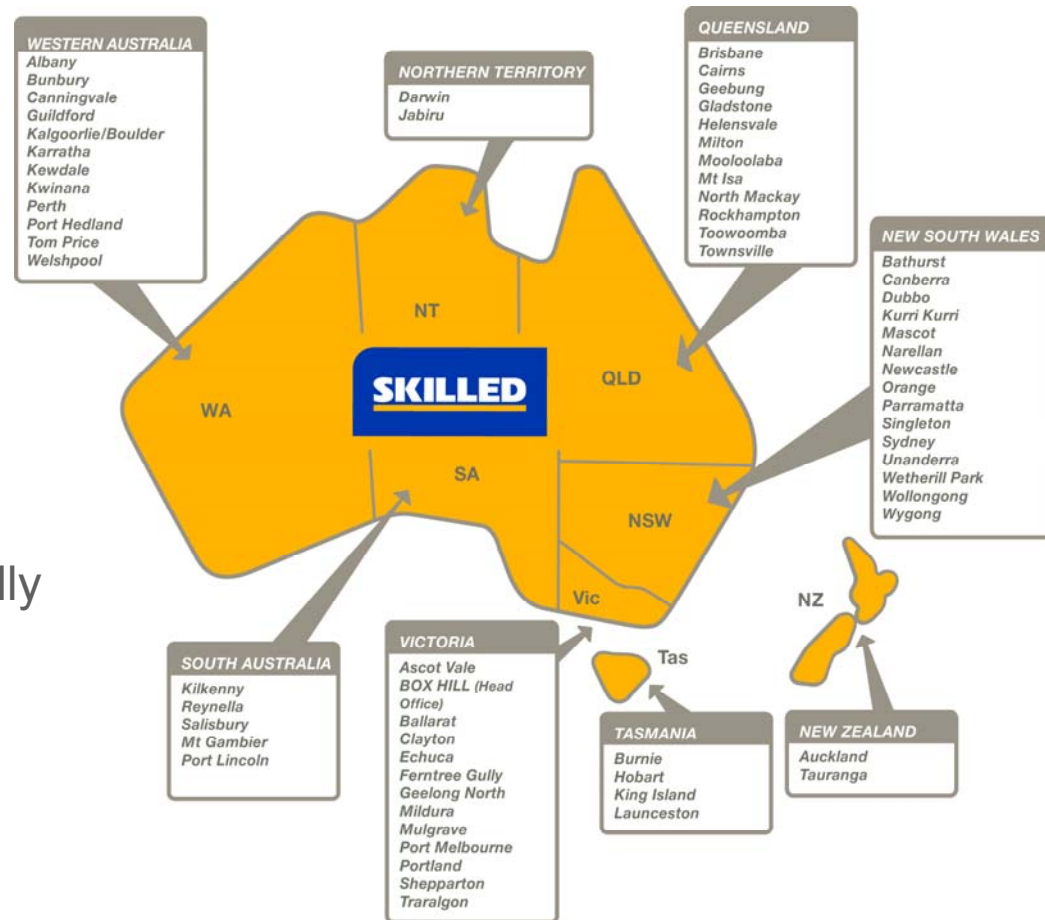 WESTERN AUSTRALIA
Albany
Bunbury
Canningvale
Guildford
Kalgoorlie/Boulder
Karratha
Kewdale
Kwinana
Perth
Port Hedland
Tom Price
Welshpool
NORTHERN TERRITORY
Darwin
Jabiru
QUEENSLAND
Brisbane
Cairns
Geebung
Gladstone
Helensvale
Milton
Mooloolaba
Mt Isa
North Mackay
Rockhampton
Toowoomba
Townsville
NEW SOUTH WALES
Bathurst
Canberra
Dubbo
Kurri Kurri
Mascot
Narellan
Newcastle
Orange
Parramatta
Singleton
Sydney
Unanderra
Wetherill Park
Wollongong
Wygong
NT
SKILLED
QLD
WA
SA
NSW
lly
Vic
NZ
Tas
SOUTH AUSTRALIA
Kilkenny
Reynella
Salisbury
Mt Gambier
Port Lincoln
VICTORIA
Ascot Vale
BOX HILL (Head
Office)
Ballarat
Clayton
Echuca
Ferntree Gully
Geelong North
Mildura
Mulgrave
Port Melbourne
Portland
Shepparton
Traralgon
TASMANIA
Burnie
Hobart
King Island
Launceston
NEW ZEALAND
Auckland
Tauranga